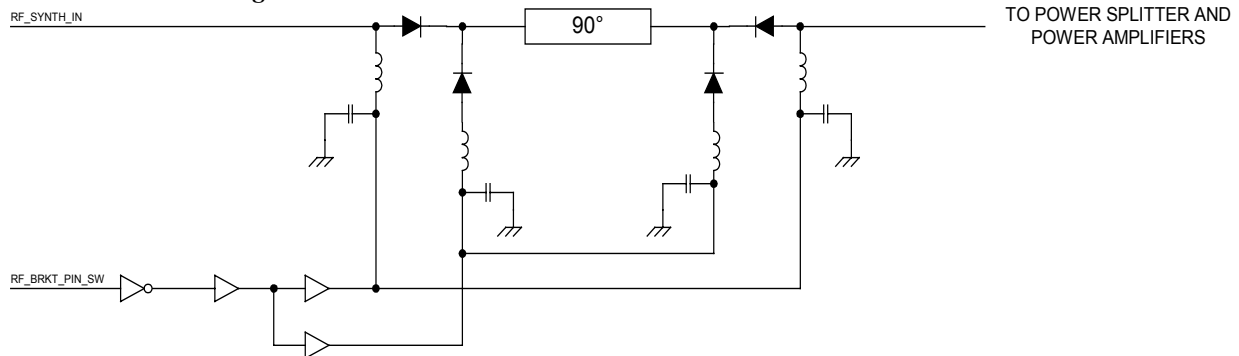 RF_SYNTH_IN
90°
TO POWER SPLITTER AND
POWER AMPLIFIERS
RF_BRKT_PIN_SW